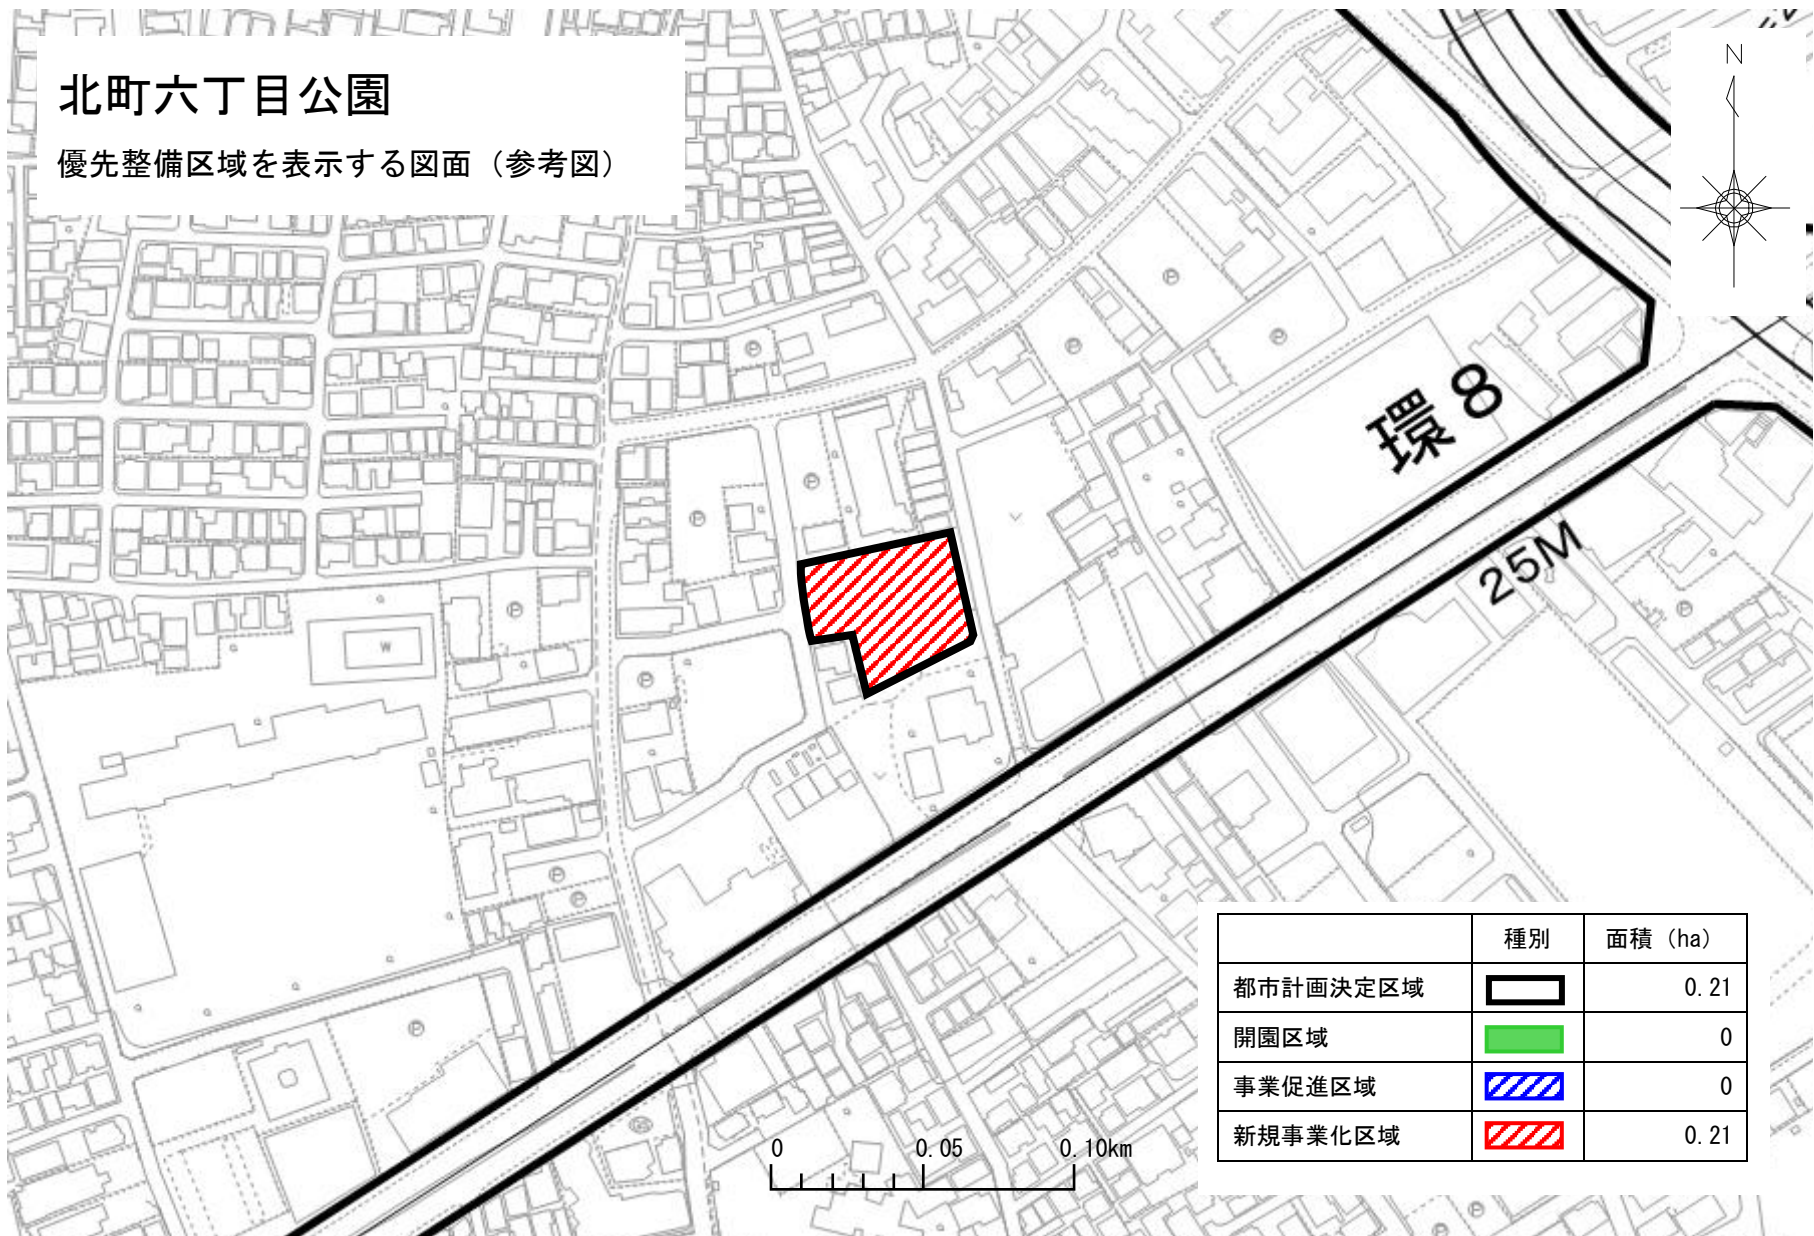 北町六丁目公園
優先整備区域を表示する図面（参考図）
N
環8
25M
W
0 0.05 0.10km
種別 面積（ha）
都市計画決定区域 0.21
開園区域 0
事業促進区域 0
新規事業化区域 0.21